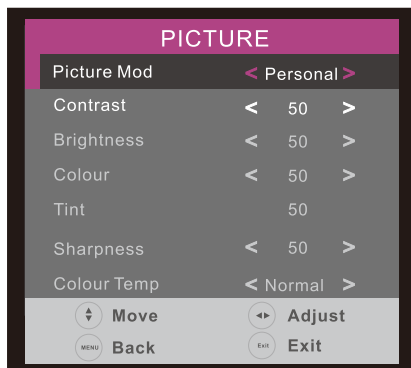 PICTURE
Picture Mod < Personal >
Contrast < 50 >
Brightness < 50 >
Colour < 50 >
Tint 50
Sharpness < 50 >
Colour Temp < Normal >
Move Adjust
MENU Back Exit Exit